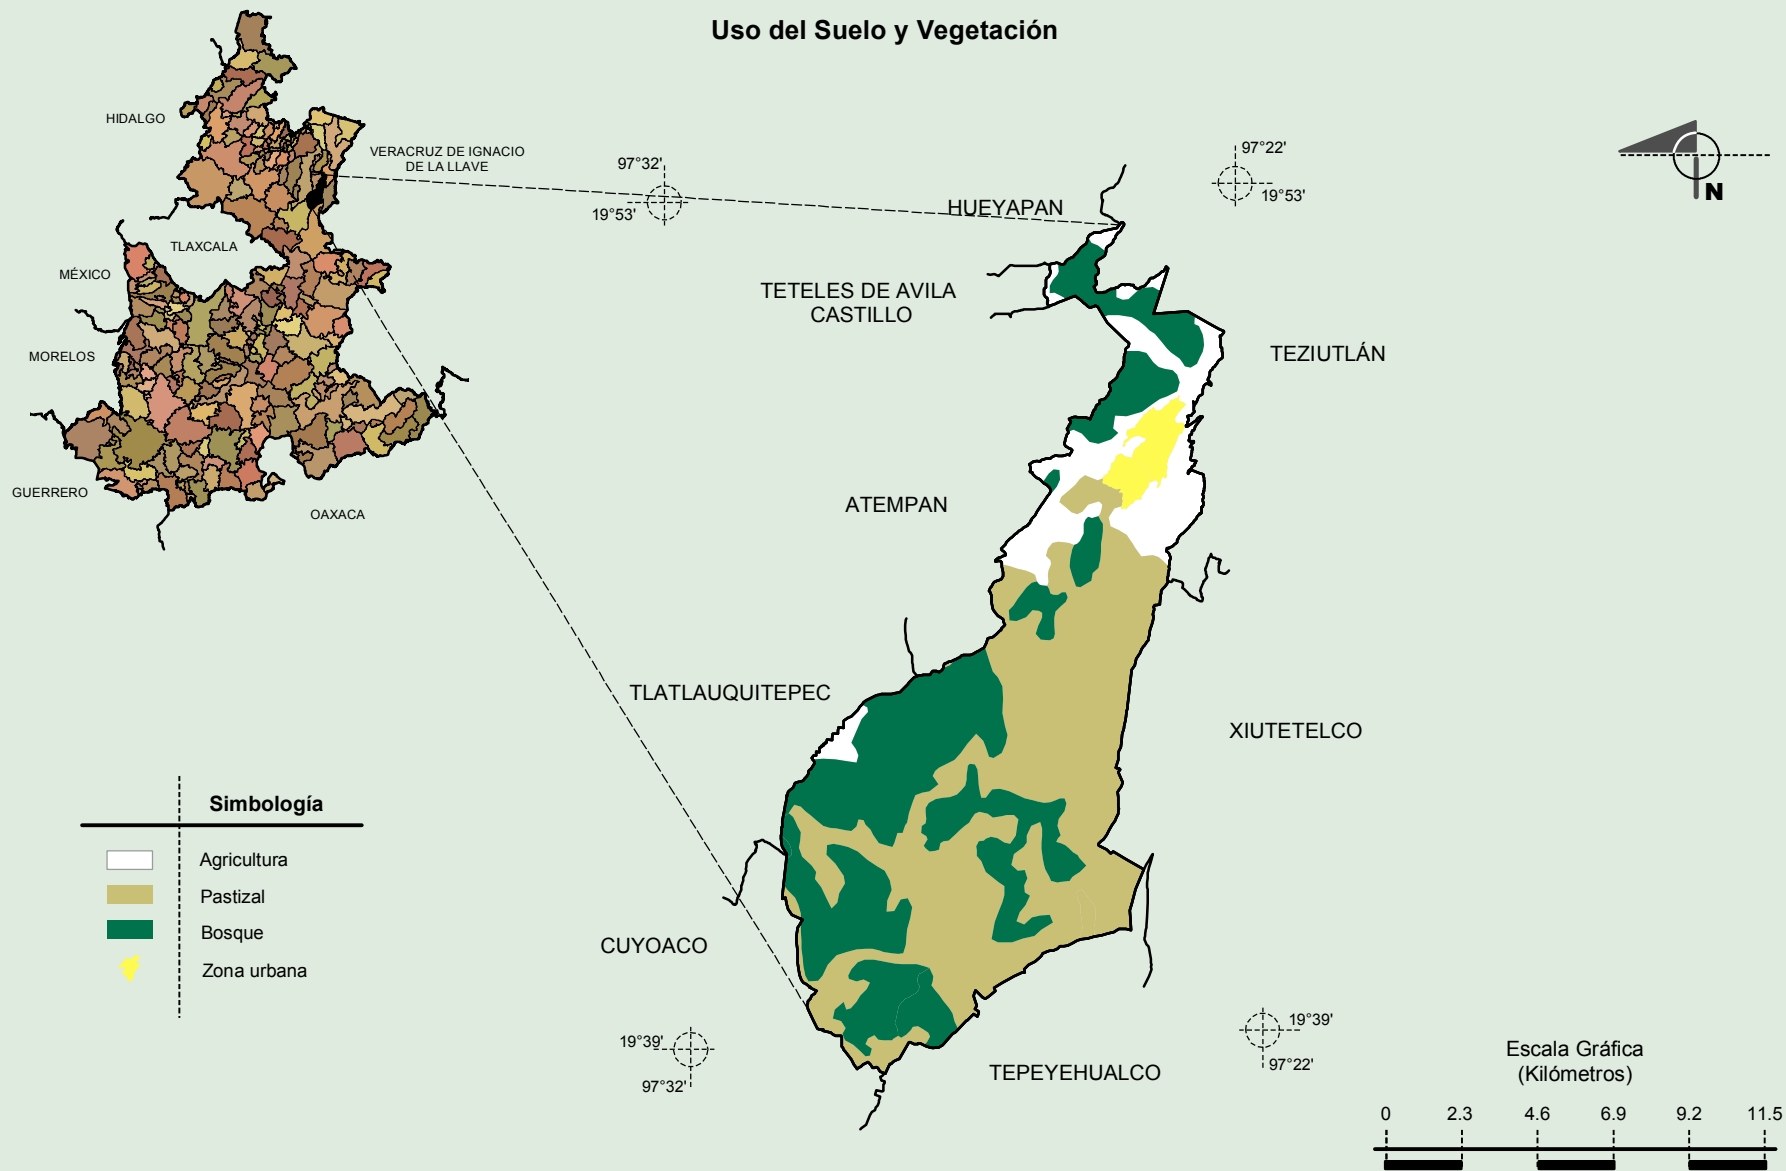 Uso del Suelo y Vegetación
HIDALGO
VERACRUZ DE IGNACIO
DE LA LLAVE
TLAXCALA
MÉXICO
MORELOS
GUERRERO
OAXACA
97°32'
19°53'
97°22'
19°53'
N
HUEYAPAN
TETELES DE AVILA
CASTILLO
TEZIUTLÁN
ATEMPAN
TLATLAUQUITEPEC
XIUTETELCO
CUYOACO
TEPEYEHUALCO
19°39'
97°32'
19°39'
97°22'
Simbología
Agricultura
Pastizal
Bosque
Zona urbana
Escala Gráfica
(Kilómetros)
0 2.3 4.6 6.9 9.2 11.5